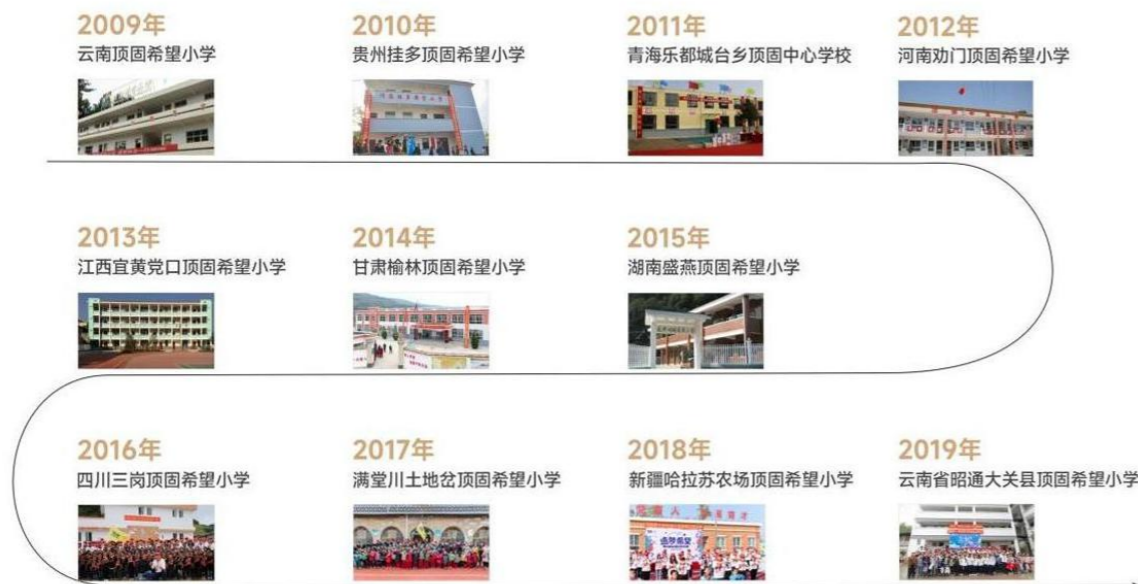 2009年
云南顶固希望小学
2010年
贵州挂多顶固希望小学
2011年
青海乐都城台乡顶固中心学校
2012年
河南劝门顶固希望小学
2013年
江西宜黄党口顶固希望小学
2014年
甘肃榆林顶固希望小学
2015年
湖南盛燕顶固希望小学
2016年
四川三岗顶固希望小学
2017年
满堂川土地岔顶固希望小学
2018年
新疆哈拉苏农场顶固希望小学
2019年
云南省昭通大关县顶固希望小学